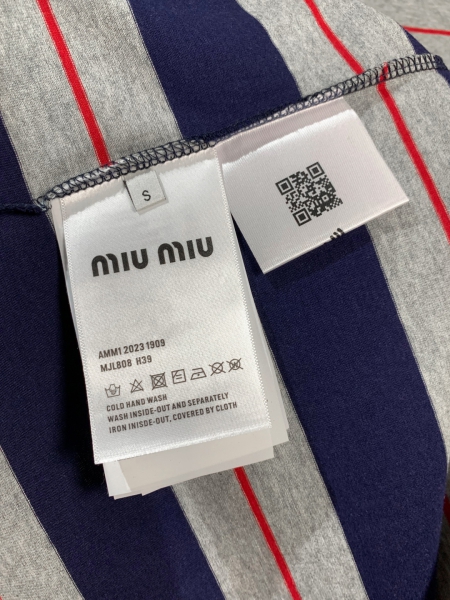 S
MIU MIU
AMM1 2023 1909
MJL808 H39
COLD HAND WASH
WASH INSIDE-OUT AND SEPARATELY
IRON INISDE-OUT, COVERED BY CLOTH